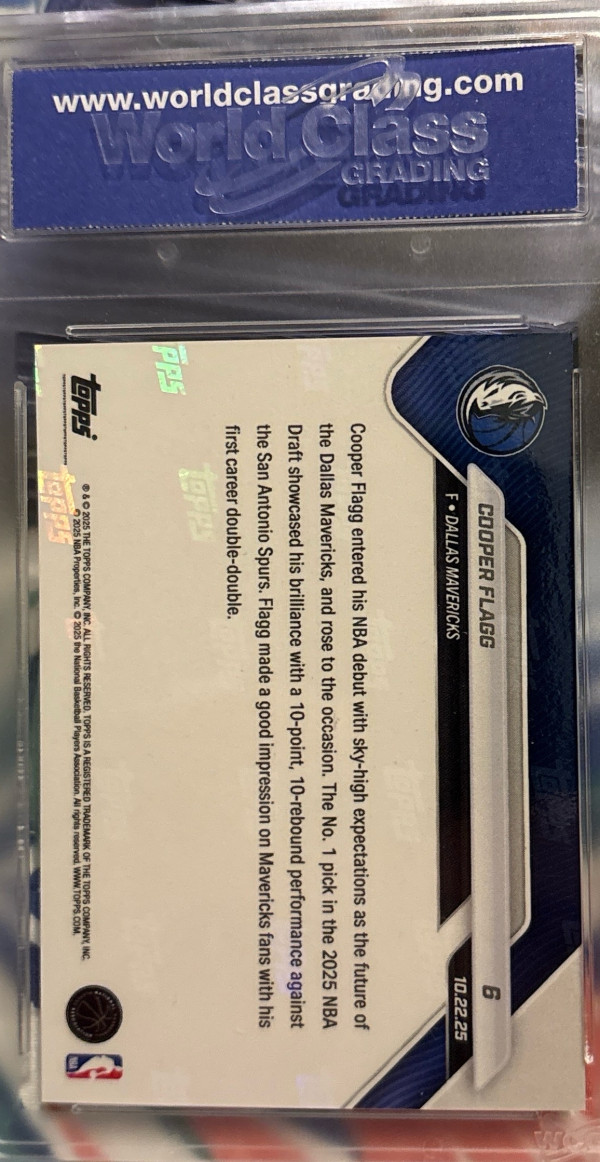 www.worldclassgrading.com
World Class
GRADING
COOPER FLAGG
6
F • DALLAS MAVERICKS
10.22.25
Cooper Flagg entered his NBA debut with sky-high expectations as the future of
the Dallas Mavericks, and rose to the occasion. The No. 1 pick in the 2025 NBA
Draft showcased his brilliance with a 10-point, 10-rebound performance against
the San Antonio Spurs. Flagg made a good impression on Mavericks fans with his
first career double-double.
topps
® & © 2025 THE TOPPS COMPANY, INC. ALL RIGHTS RESERVED. TOPPS IS A REGISTERED TRADEMARK OF THE TOPPS COMPANY, INC.
© 2025 NBA Properties, Inc. © 2025 the National Basketball Players Association. All rights reserved. WWW.TOPPS.COM.
NBA